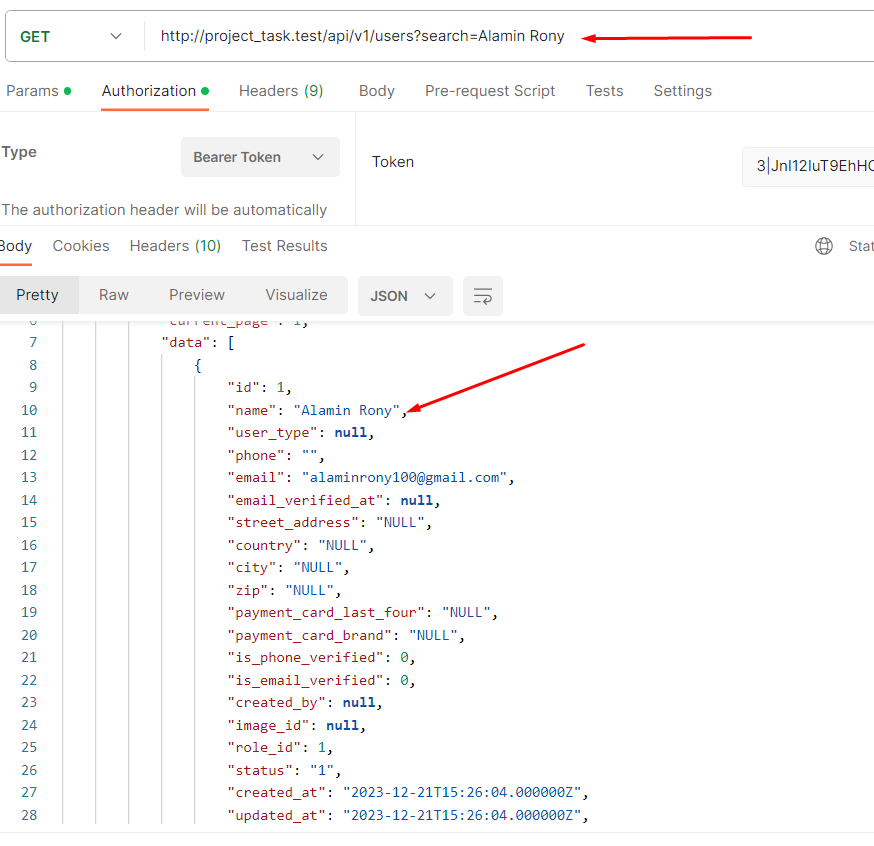 GET http://project_task.test/api/v1/users?search=Alamin Rony
Params Authorization Headers (9) Body Pre-request Script Tests Settings
Type Bearer Token Token 3|JnI12IuT9EhHC
The authorization header will be automatically
Body Cookies Headers (10) Test Results Stat
Pretty Raw Preview Visualize JSON
6 "current_page": 1,
7 "data": [
8 {
9 "id": 1,
10 "name": "Alamin Rony",
11 "user_type": null,
12 "phone": "",
13 "email": "alaminrony100@gmail.com",
14 "email_verified_at": null,
15 "street_address": "NULL",
16 "country": "NULL",
17 "city": "NULL",
18 "zip": "NULL",
19 "payment_card_last_four": "NULL",
20 "payment_card_brand": "NULL",
21 "is_phone_verified": 0,
22 "is_email_verified": 0,
23 "created_by": null,
24 "image_id": null,
25 "role_id": 1,
26 "status": "1",
27 "created_at": "2023-12-21T15:26:04.000000Z",
28 "updated_at": "2023-12-21T15:26:04.000000Z",